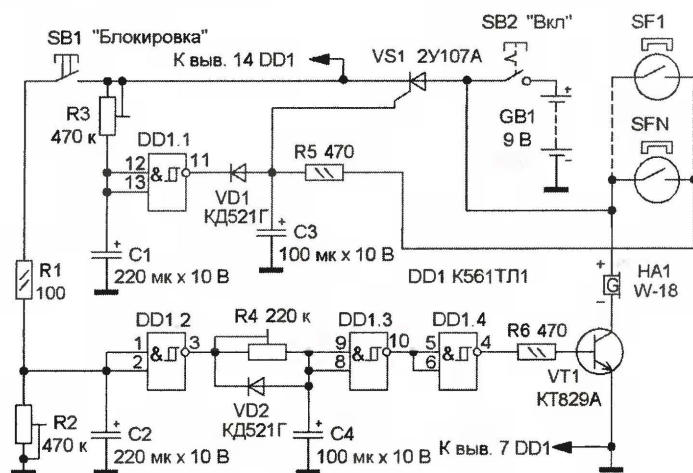 SB1 "Блокировка"
К выв. 14 DD1
VS1 2У107А
SB2 "Вкл"
SF1
R3
470 к
DD1.1
12
13
11
&
VD1
КД521Г
R5 470
+
GB1
9 В
−
SFN
C1
+
220 мк х 10 В
C3
+
100 мк х 10 В
DD1 К561ТЛ1
+
G
−
HA1
W-18
R1
100
DD1.2
1
2
3
&
R4 220 к
DD1.3
9
8
10
&
DD1.4
5
6
4
&
R6 470
VD2
КД521Г
VT1
КТ829А
R2
470 к
C2
+
220 мк х 10 В
C4
+
100 мк х 10 В
К выв. 7 DD1